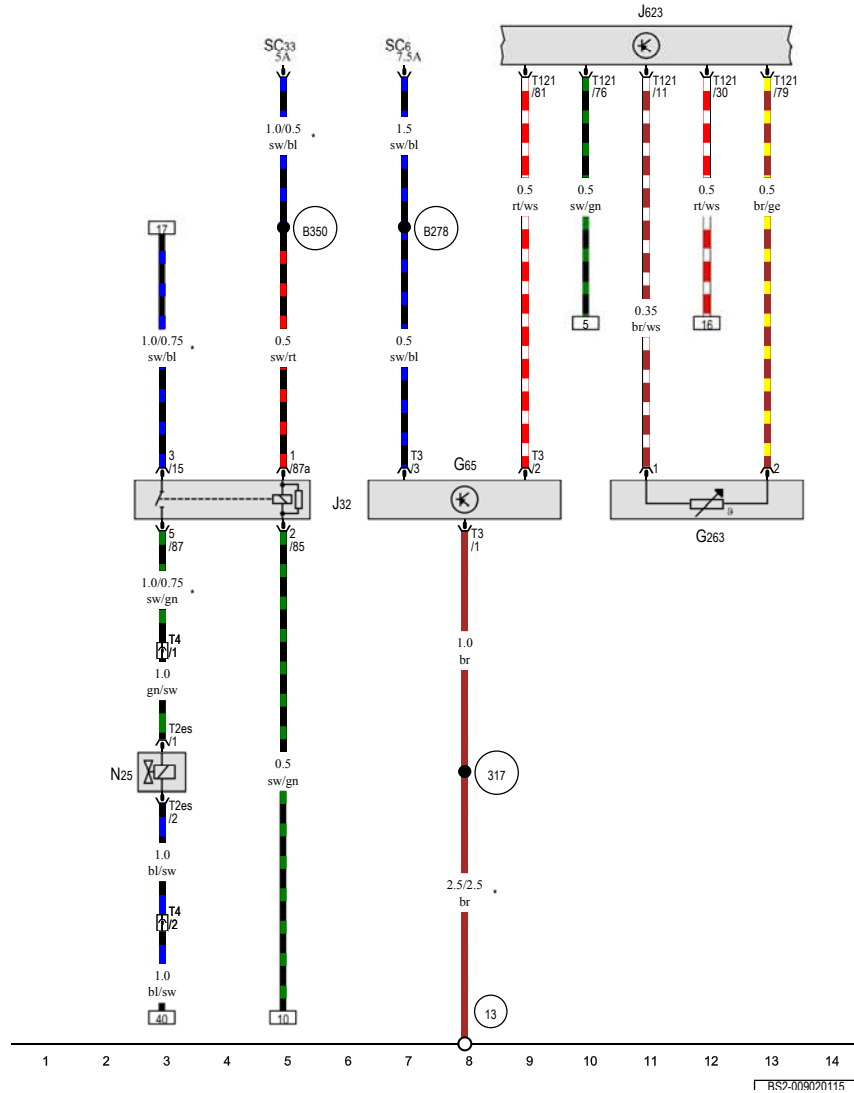 J623
SC33
5A
SC6
7.5A
T121
/81
T121
/76
T121
/11
T121
/30
T121
/79
1.0/0.5 *
sw/bl
1.5
sw/bl
0.5
rt/ws
0.5
sw/gn
0.5
rt/ws
0.5
br/ge
17
B350
B278
5
0.35
br/ws
16
1.0/0.75 *
sw/bl
0.5
sw/rt
0.5
sw/bl
3
/15
1
/87a
T3
/3
G65
T3
/2
1
2
J32
G263
5
/87
2
/85
T3
/1
1.0/0.75 *
sw/gn
T4
/1
1.0
br
1.0
gn/sw
T2es
/1
N25
0.5
sw/gn
317
T2es
/2
1.0
bl/sw
2.5/2.5 *
br
T4
/2
1.0
bl/sw
40
10
13
1 2 3 4 5 6 7 8 9 10 11 12 13 14
BS2-009020115